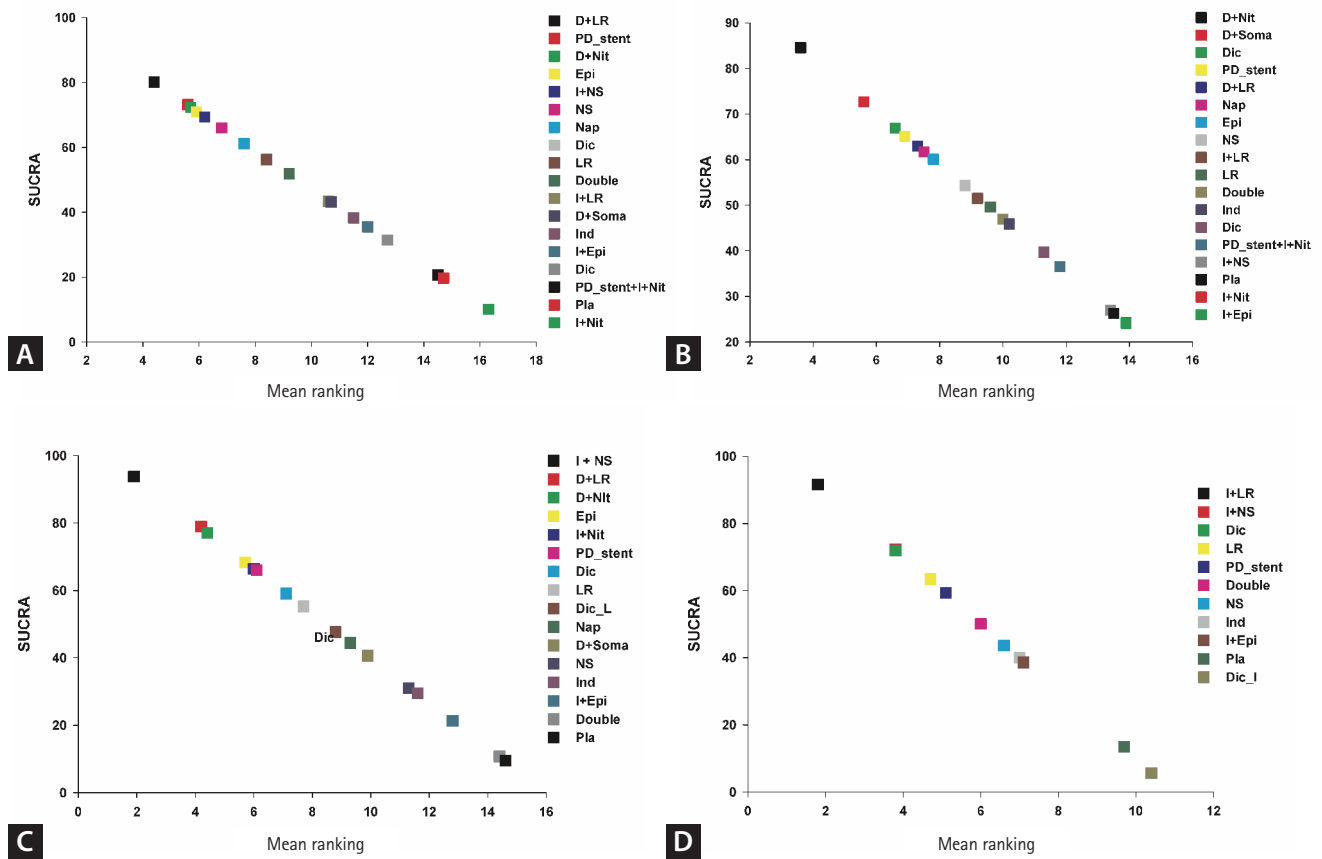 100
80
60
40
20
0
SUCRA
2 4 6 8 10 12 14 16 18
Mean ranking
D+LR
PD_stent
D+Nit
Epi
I+NS
NS
Nap
Dic
LR
Double
I+LR
D+Soma
Ind
I+Epi
Dic
PD_stent+I+Nit
Pla
I+Nit
A
90
80
70
60
50
40
30
20
SUCRA
2 4 6 8 10 12 14 16
Mean ranking
D+Nit
D+Soma
Dic
PD_stent
D+LR
Nap
Epi
NS
I+LR
LR
Double
Ind
Dic
PD_stent+I+Nit
I+NS
Pla
I+Nit
I+Epi
B
100
80
60
40
20
0
SUCRA
Dic
0 2 4 6 8 10 12 14 16
Mean ranking
I + NS
D+LR
D+NIt
Epi
I+Nit
PD_stent
Dic
LR
Dic_L
Nap
D+Soma
NS
Ind
I+Epi
Double
Pla
C
100
80
60
40
20
0
SUCRA
0 2 4 6 8 10 12
Mean ranking
I+LR
I+NS
Dic
LR
PD_stent
Double
NS
Ind
I+Epi
Pla
Dic_I
D